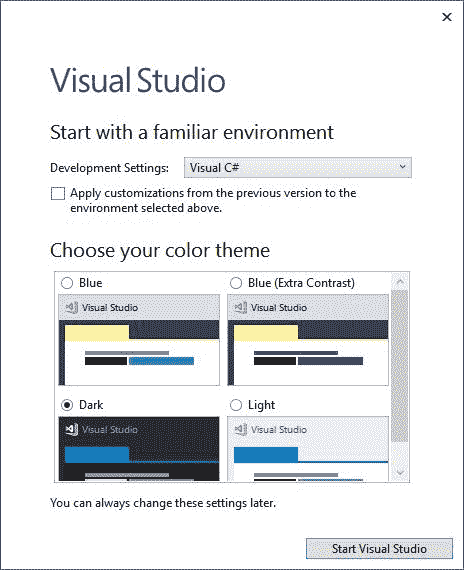 Visual Studio
Start with a familiar environment
Development Settings: Visual C#
Apply customizations from the previous version to the
environment selected above.
Choose your color theme
Blue
Blue (Extra Contrast)
Visual Studio
Visual Studio
Dark
Light
Visual Studio
Visual Studio
You can always change these settings later.
Start Visual Studio